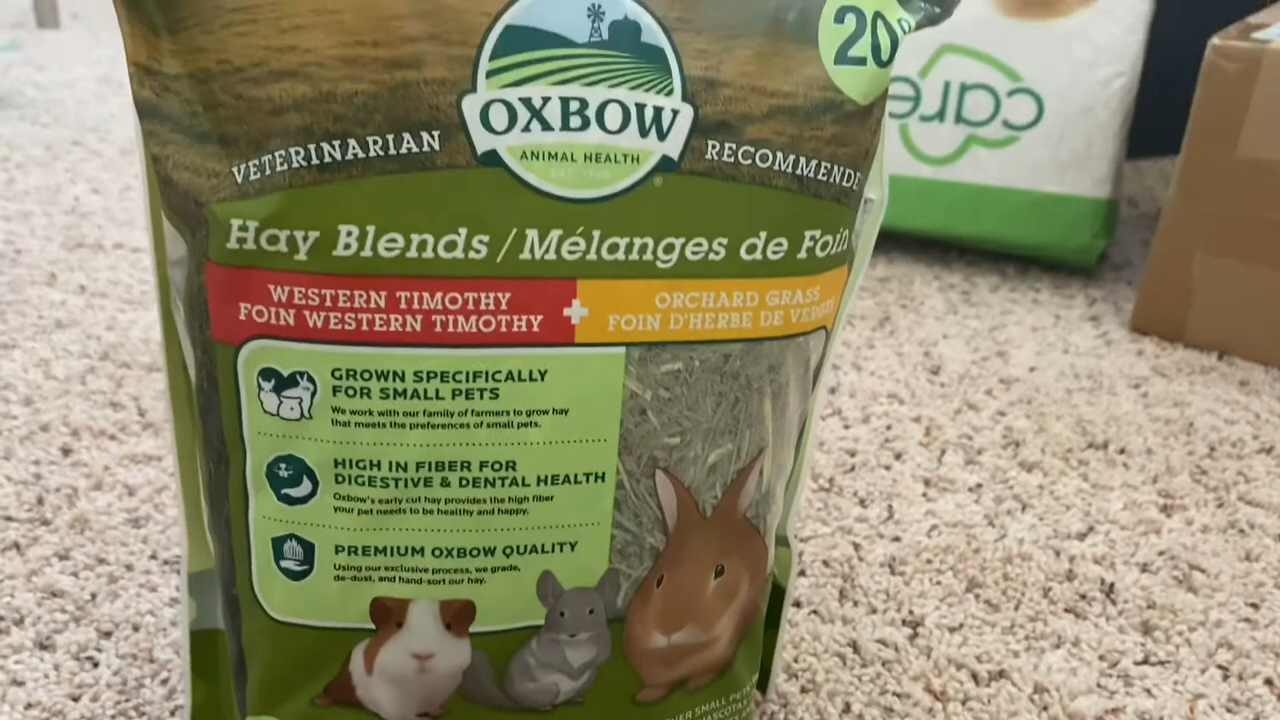 20
OXBOW
ANIMAL HEALTH
VETERINARIAN
RECOMMENDE
Hay Blends / Mélanges de Foin
WESTERN TIMOTHY
FOIN WESTERN TIMOTHY
+
ORCHARD GRASS
FOIN D'HERBE DE VERGE
GROWN SPECIFICALLY
FOR SMALL PETS
We work with our family of farmers to grow hay
that meets the preferences of small pets.
HIGH IN FIBER FOR
DIGESTIVE & DENTAL HEALTH
Oxbow's early cut hay provides the high fiber
your pet needs to be healthy and happy.
PREMIUM OXBOW QUALITY
Using our exclusive process, we grade,
de-dust, and hand-sort our hay.
SMALL PETS
MASCOTAS
care